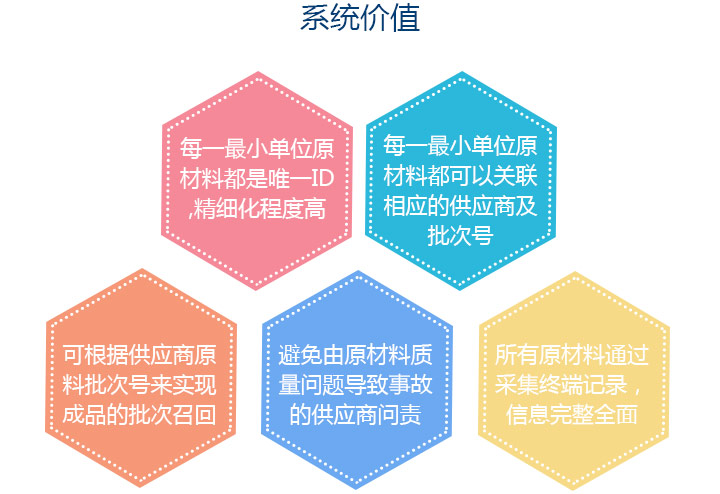 系统价值
每一最小单位原
材料都是唯一ID
,精细化程度高
每一最小单位原
材料都可以关联
相应的供应商及
批次号
可根据供应商原
料批次号来实现
成品的批次召回
避免由原材料质
量问题导致事故
的供应商问责
所有原材料通过
采集终端记录，
信息完整全面